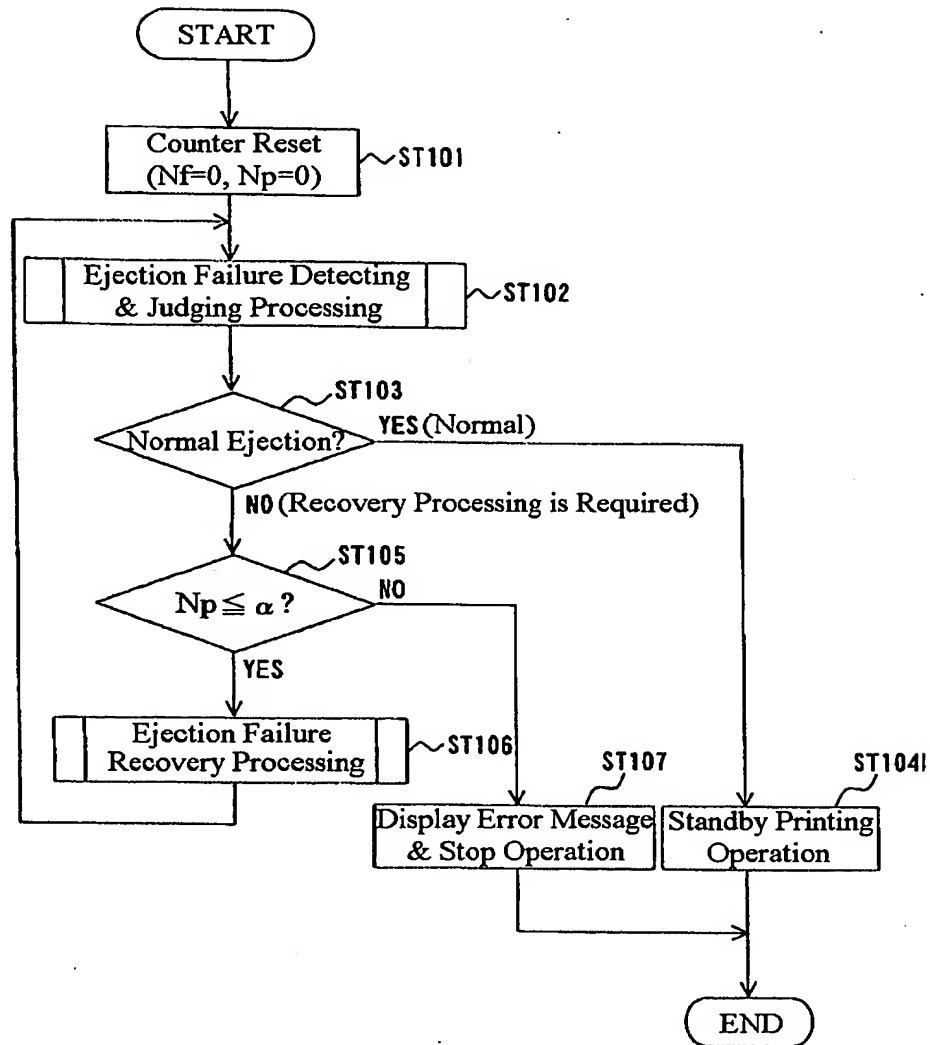 START
Counter Reset
(Nf=0, Np=0)
ST101
Ejection Failure Detecting
& Judging Processing
ST102
ST103
Normal Ejection?
YES (Normal)
NO (Recovery Processing is Required)
ST105
Np ≦ α ?
NO
YES
Ejection Failure
Recovery Processing
ST106
ST107
Display Error Message
& Stop Operation
ST104
Standby Printing
Operation
END